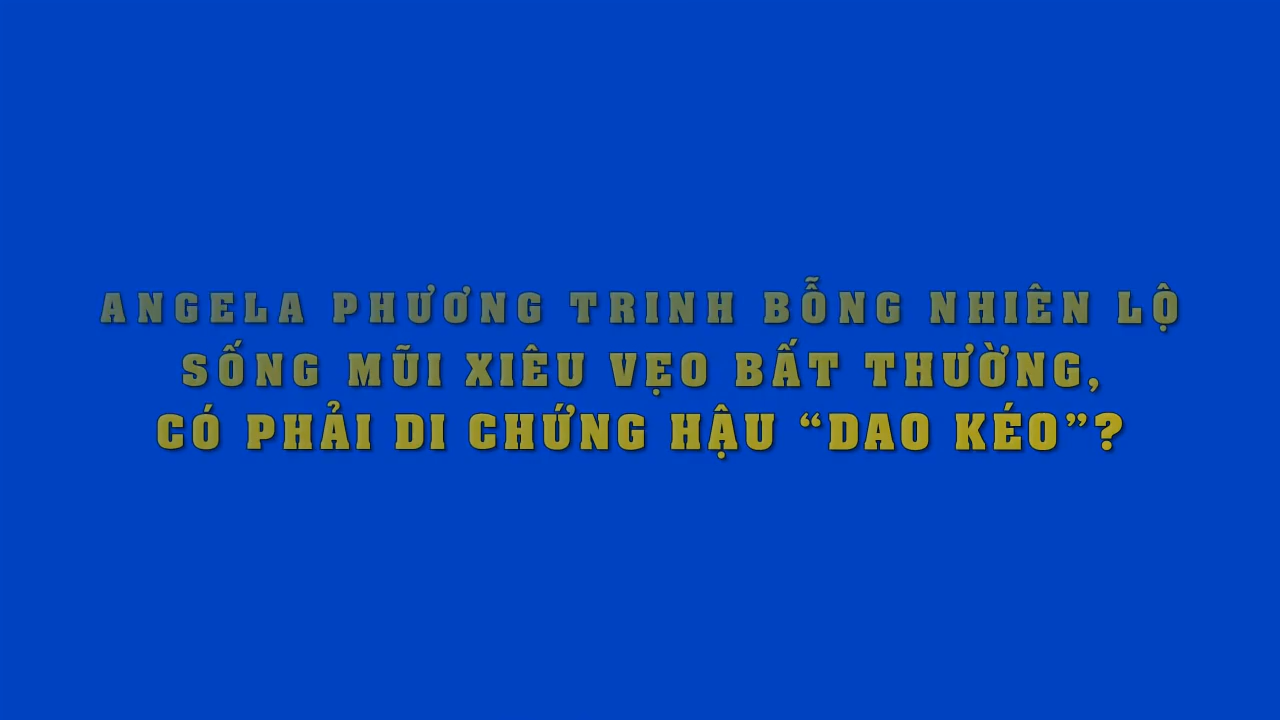 ANGELA PHƯƠNG TRINH BỖNG NHIÊN LỘ
SỐNG MŨI XIÊU VẸO BẤT THƯỜNG,
CÓ PHẢI DI CHỨNG HẬU “DAO KÉO”?